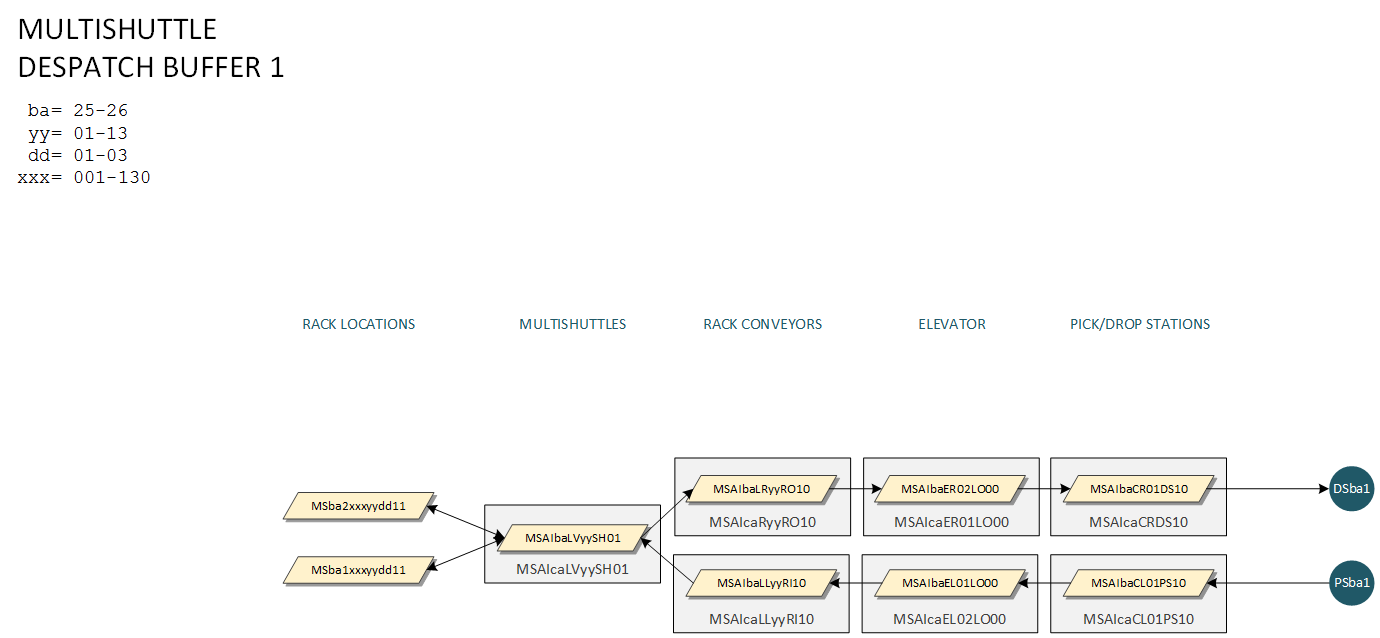 MULTISHUTTLE
DESPATCH BUFFER 1
ba= 25-26
yy= 01-13
dd= 01-03
xxx= 001-130
RACK LOCATIONS
MULTISHUTTLES
RACK CONVEYORS
ELEVATOR
PICK/DROP STATIONS
MSba2xxxyydd11
MSba1xxxyydd11
MSAIbaLVyySH01
MSAIcaLVyySH01
MSAIbaLRyyRO10
MSAIcaRyyRO10
MSAIbaER02LO00
MSAIcaER01LO00
MSAIbaCR01DS10
MSAIcaCRDS10
DSba1
MSAIbaLLyyRI10
MSAIcaLLyyRI10
MSAIbaEL01LO00
MSAIcaEL02LO00
MSAIbaCL01PS10
MSAIcaCL01PS10
PSba1